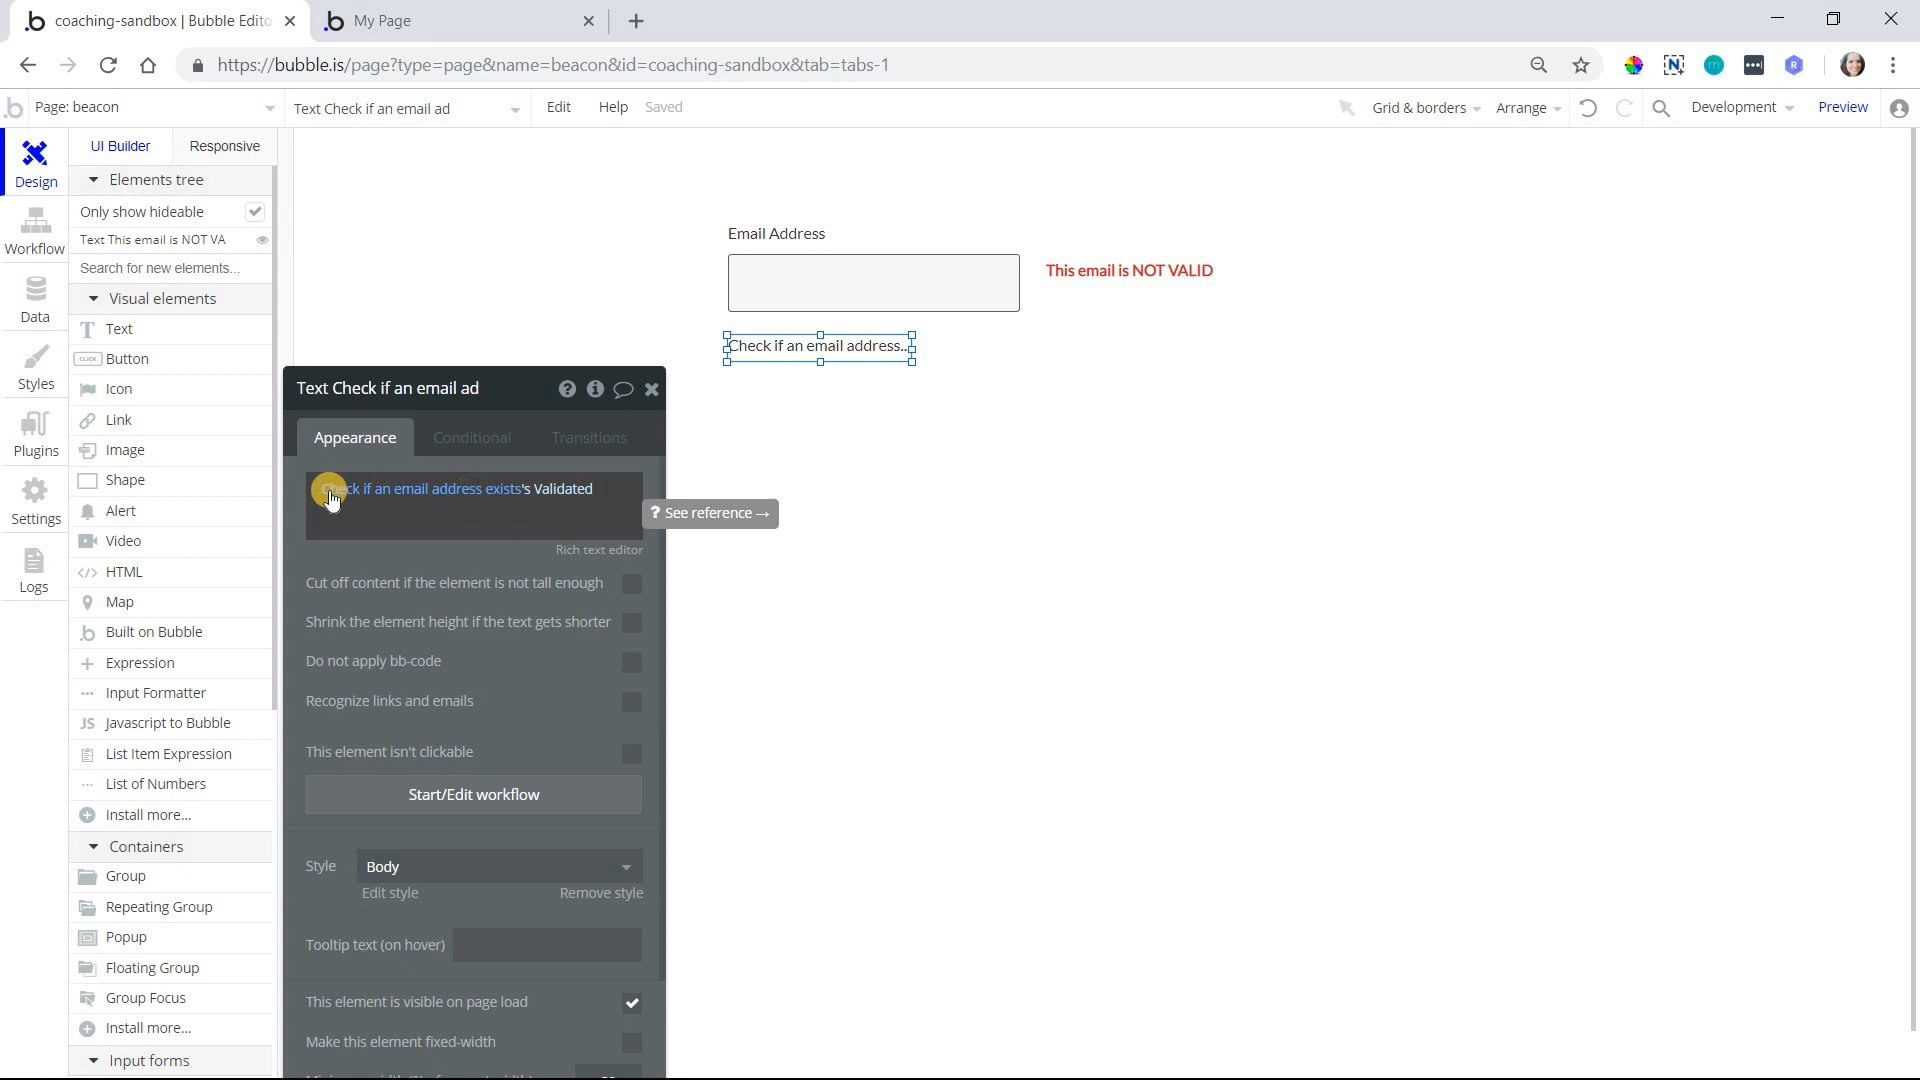 coaching-sandbox | Bubble Edito
My Page
https://bubble.is/page?type=page&name=beacon&id=coaching-sandbox&tab=tabs-1
Page: beacon
Text Check if an email ad
Edit
Help
Saved
Grid & borders
Arrange
Development
Preview
Design
Workflow
Data
Styles
Plugins
Settings
Logs
UI Builder
Responsive
Elements tree
Only show hideable
Text This email is NOT VA
Search for new elements...
Visual elements
Text
Button
Icon
Link
Image
Shape
Alert
Video
HTML
Map
Built on Bubble
Expression
Input Formatter
Javascript to Bubble
List Item Expression
List of Numbers
Install more...
Containers
Group
Repeating Group
Popup
Floating Group
Group Focus
Install more...
Input forms
Email Address
This email is NOT VALID
Check if an email address...
Text Check if an email ad
Appearance
Conditional
Transitions
Check if an email address exists's Validated
? See reference →
Rich text editor
Cut off content if the element is not tall enough
Shrink the element height if the text gets shorter
Do not apply bb-code
Recognize links and emails
This element isn't clickable
Start/Edit workflow
Style
Body
Edit style
Remove style
Tooltip text (on hover)
This element is visible on page load
Make this element fixed-width